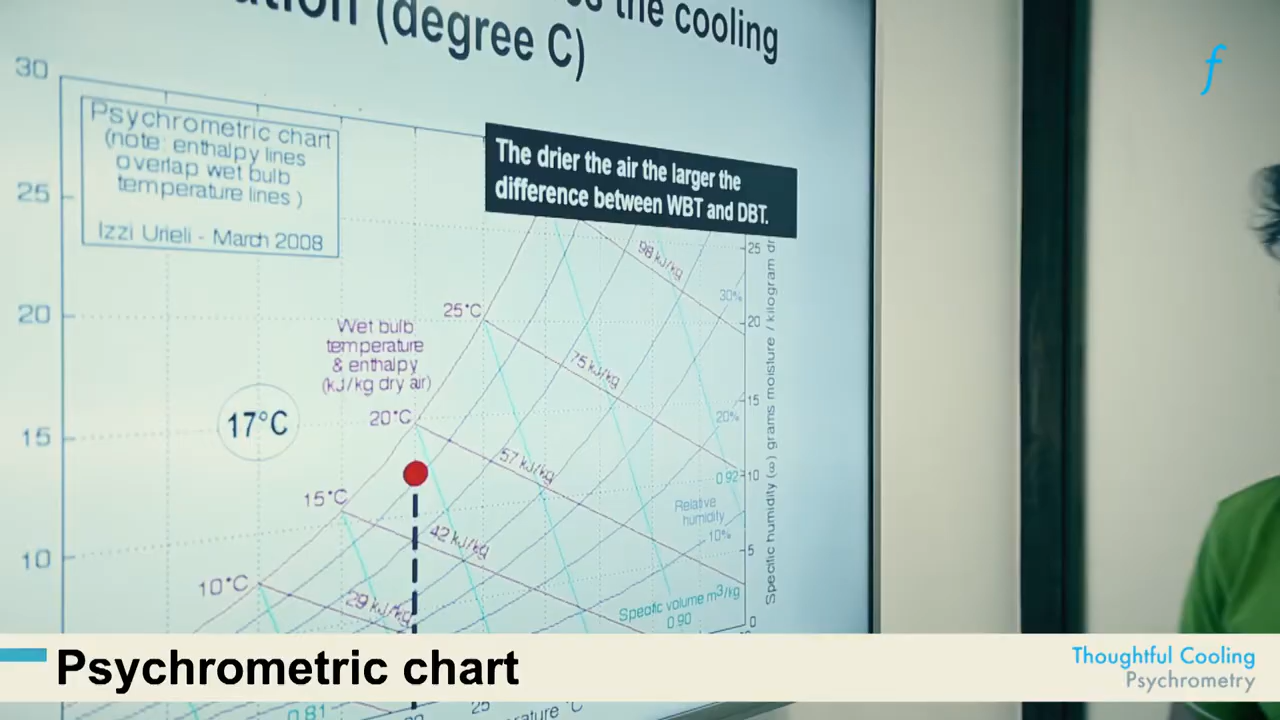 the cooling
(degree C)
f
30
Psychrometric chart
(note: enthalpy lines
overlap wet bulb
temperature lines )
Izzi Urieli - March 2008
The drier the air the larger the
difference between WBT and DBT.
25
20
15
10
Wet bulb
temperature
& enthalpy
(kJ/kg dry air)
17°C
25°C
20°C
15°C
10°C
98 kJ/kg
75 kJ/kg
57 kJ/kg
42 kJ/kg
29 kJ/kg
30%
20%
10%
Relative
humidity
0.92
Specific volume m³/kg
0.90
25
20
15
10
5
0
Specific humidity (ω) grams moisture / kilogram
Psychrometric chart
Thoughtful Cooling
Psychrometry
0.81
25
°C